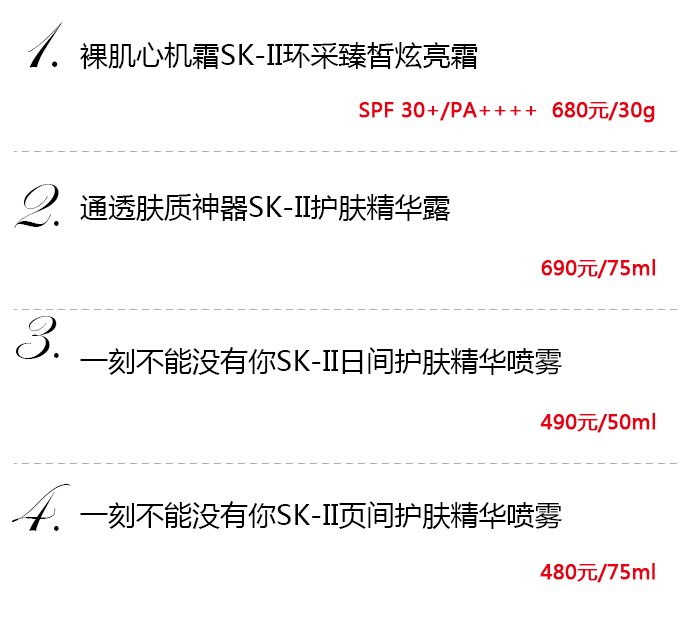 1. 裸肌心机霜SK-II环采臻皙炫亮霜
SPF 30+/PA++++ 680元/30g
2. 通透肤质神器SK-II护肤精华露
690元/75ml
3. 一刻不能没有你SK-II日间护肤精华喷雾
490元/50ml
4. 一刻不能没有你SK-II页间护肤精华喷雾
480元/75ml